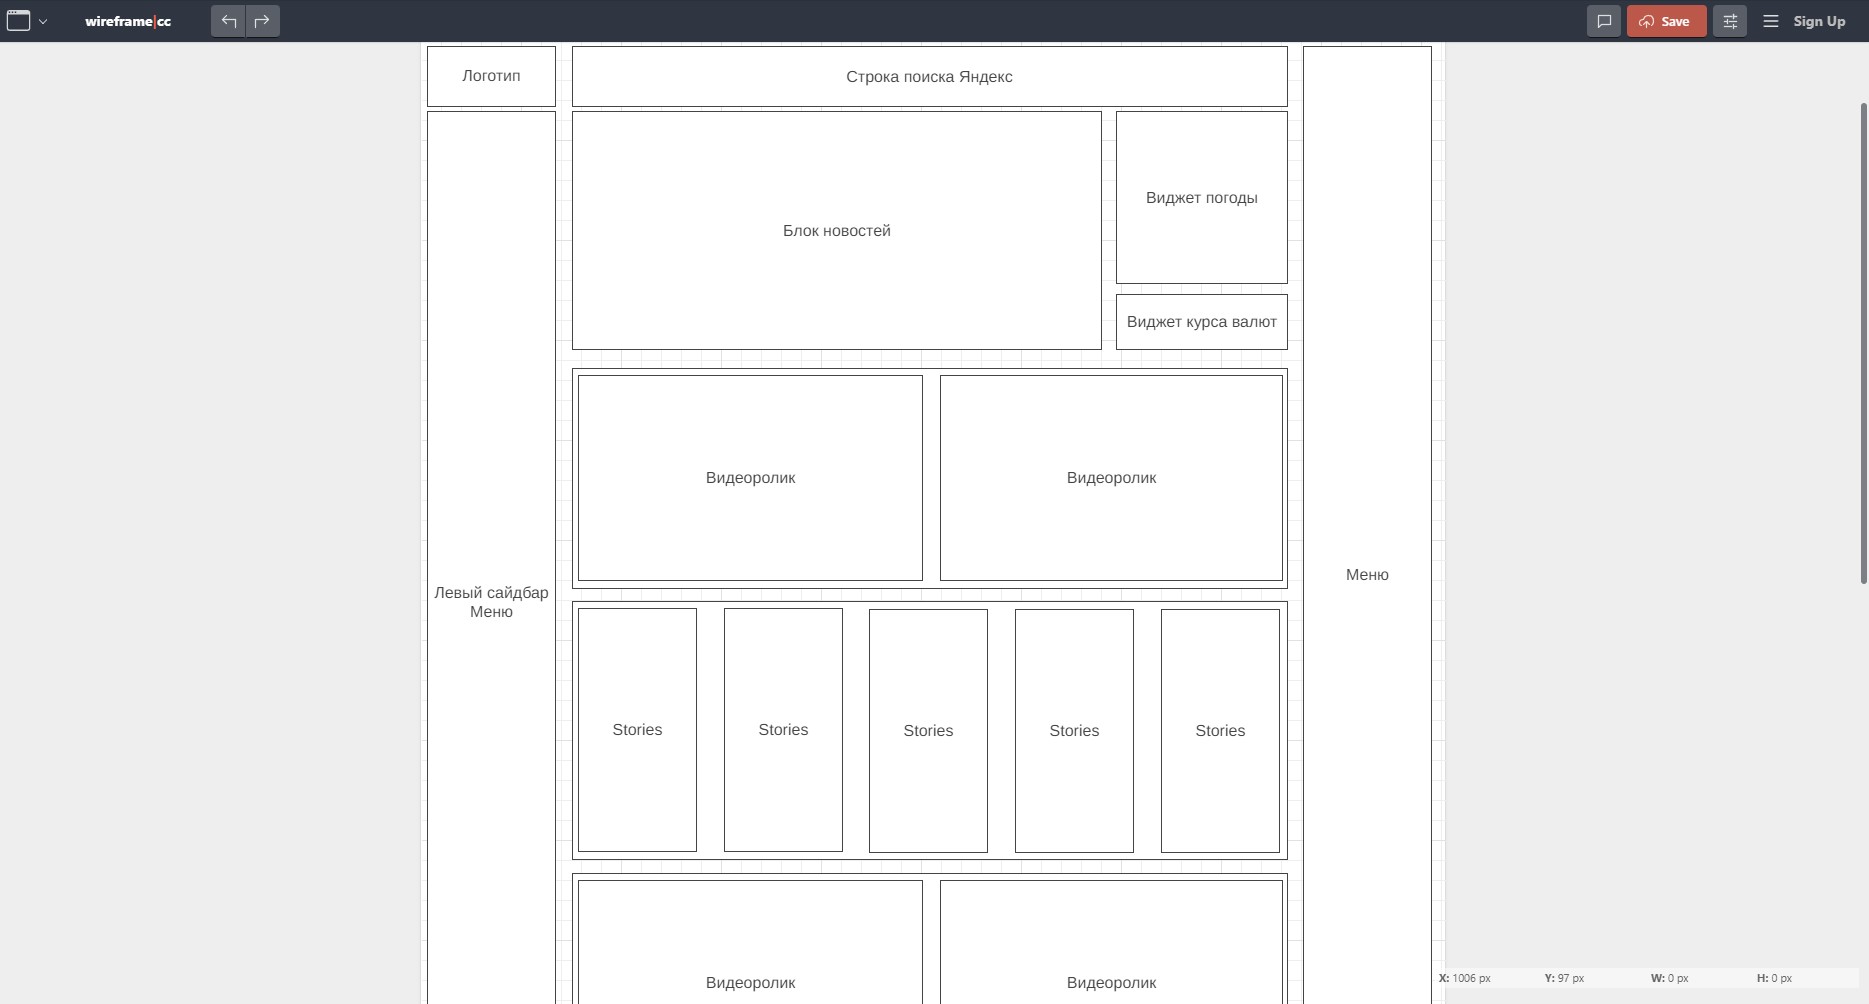 wireframe|cc
Save
Sign Up
Логотип
Строка поиска Яндекс
Блок новостей
Виджет погоды
Виджет курса валют
Видеоролик
Видеоролик
Левый сайдбар
Меню
Меню
Stories
Stories
Stories
Stories
Stories
Видеоролик
Видеоролик
X: 1006 px Y: 97 px W: 0 px H: 0 px